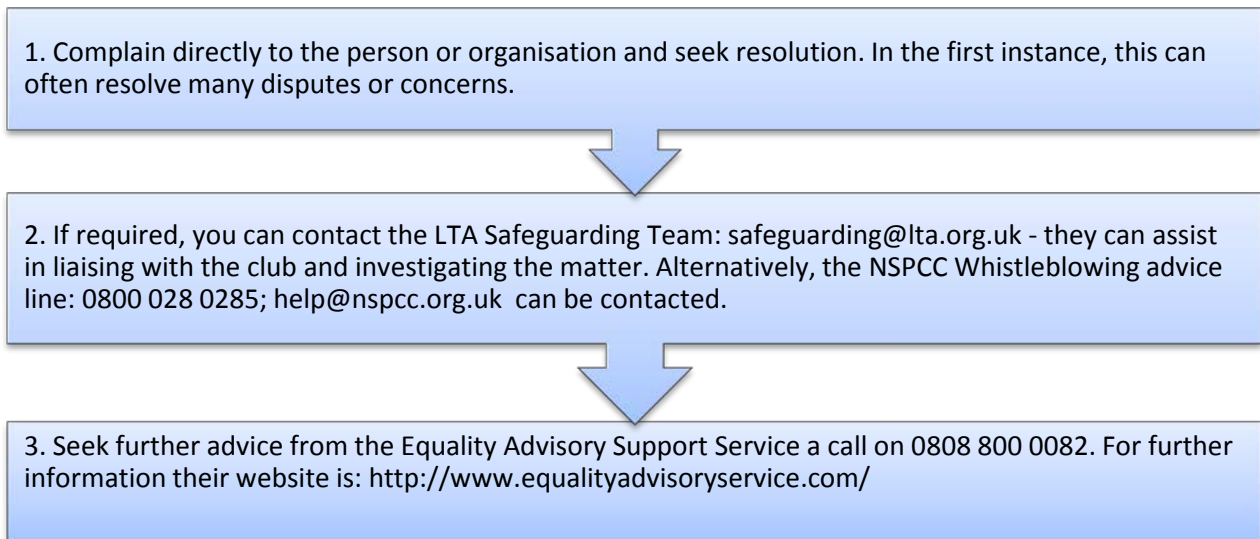 1. Complain directly to the person or organisation and seek resolution. In the first instance, this can
often resolve many disputes or concerns.
2. If required, you can contact the LTA Safeguarding Team: safeguarding@lta.org.uk - they can assist
in liaising with the club and investigating the matter. Alternatively, the NSPCC Whistleblowing advice
line: 0800 028 0285; help@nspcc.org.uk  can be contacted.
3. Seek further advice from the Equality Advisory Support Service a call on 0808 800 0082. For further
information their website is: http://www.equalityadvisoryservice.com/